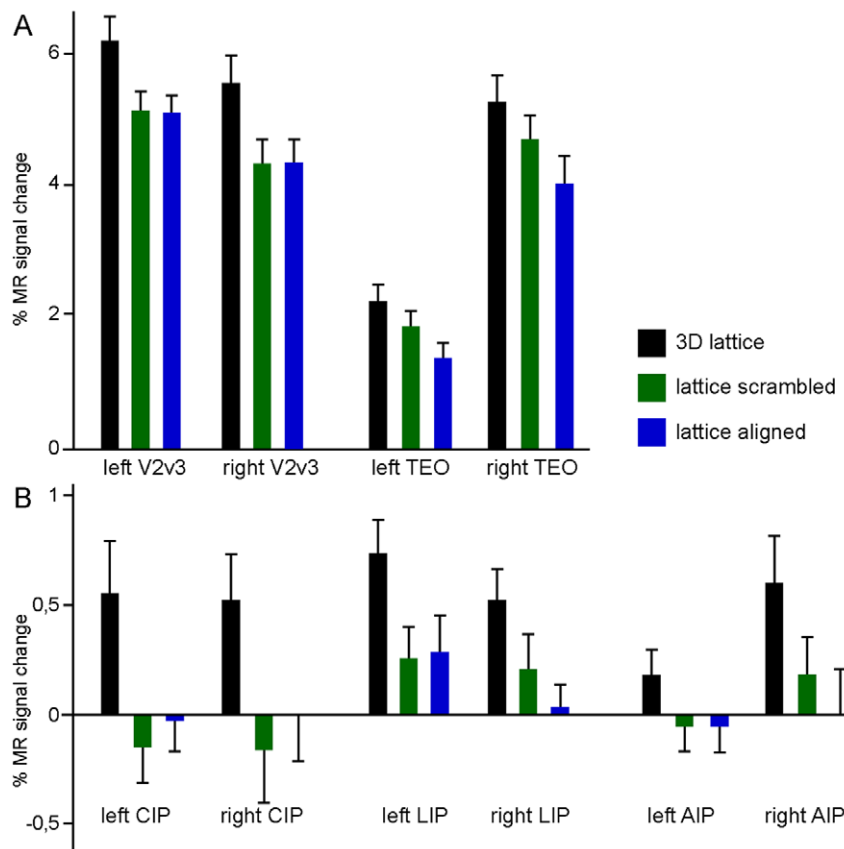 A
% MR signal change
6
4
2
0
left V2v3 right V2v3 left TEO right TEO
3D lattice
lattice scrambled
lattice aligned
B
% MR signal change
1
0,5
0
-0,5
left CIP right CIP left LIP right LIP left AIP right AIP